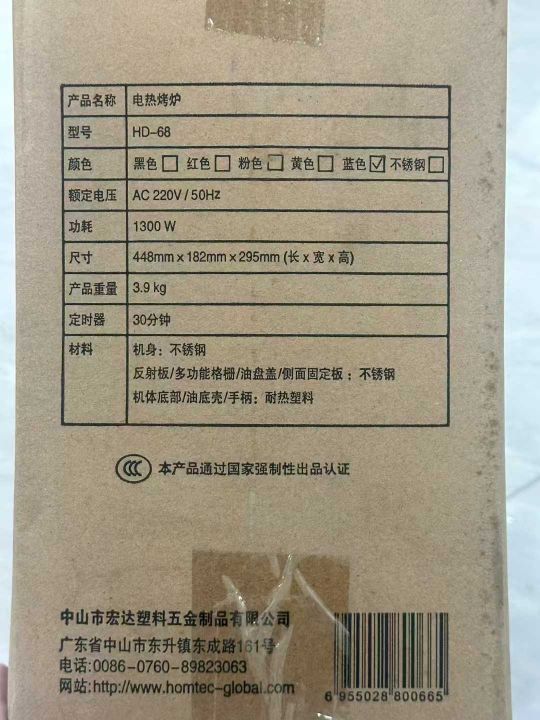 产品名称 电热烤炉
型号 HD-68
颜色 黑色□ 红色□ 粉色□ 黄色□ 蓝色☑ 不锈钢□
额定电压 AC 220V / 50Hz
功耗 1300 W
尺寸 448mm x 182mm x 295mm (长 x 宽 x 高)
产品重量 3.9 kg
定时器 30分钟
材料 机身: 不锈钢
反射板/多功能格栅/油盘盖/侧面固定板 ; 不锈钢
机体底部/油底壳/手柄: 耐热塑料
CCC 本产品通过国家强制性出品认证
中山市宏达塑料五金制品有限公司
广东省中山市东升镇东成路161号
电话:0086-0760-89823063
网站:http://www.homtec-global.com
6 955028 800665